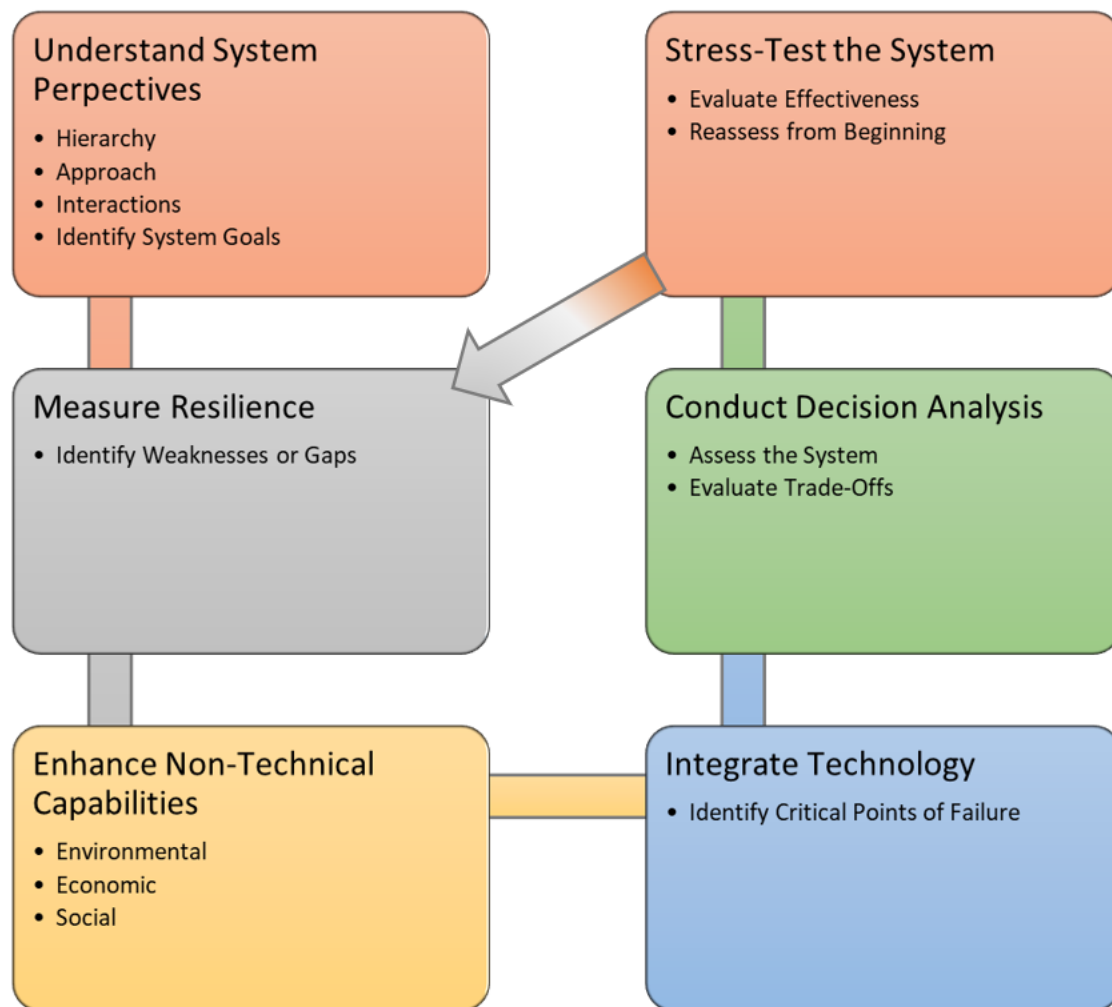 Understand System
Perpectives
• Hierarchy
• Approach
• Interactions
• Identify System Goals
Measure Resilience
• Identify Weaknesses or Gaps
Enhance Non-Technical
Capabilities
• Environmental
• Economic
• Social
Integrate Technology
• Identify Critical Points of Failure
Conduct Decision Analysis
• Assess the System
• Evaluate Trade-Offs
Stress-Test the System
• Evaluate Effectiveness
• Reassess from Beginning